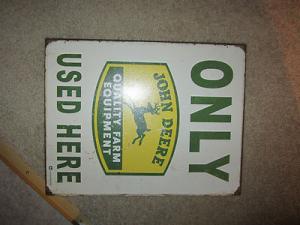 ONLY
JOHN DEERE
QUALITY FARM
EQUIPMENT
USED HERE